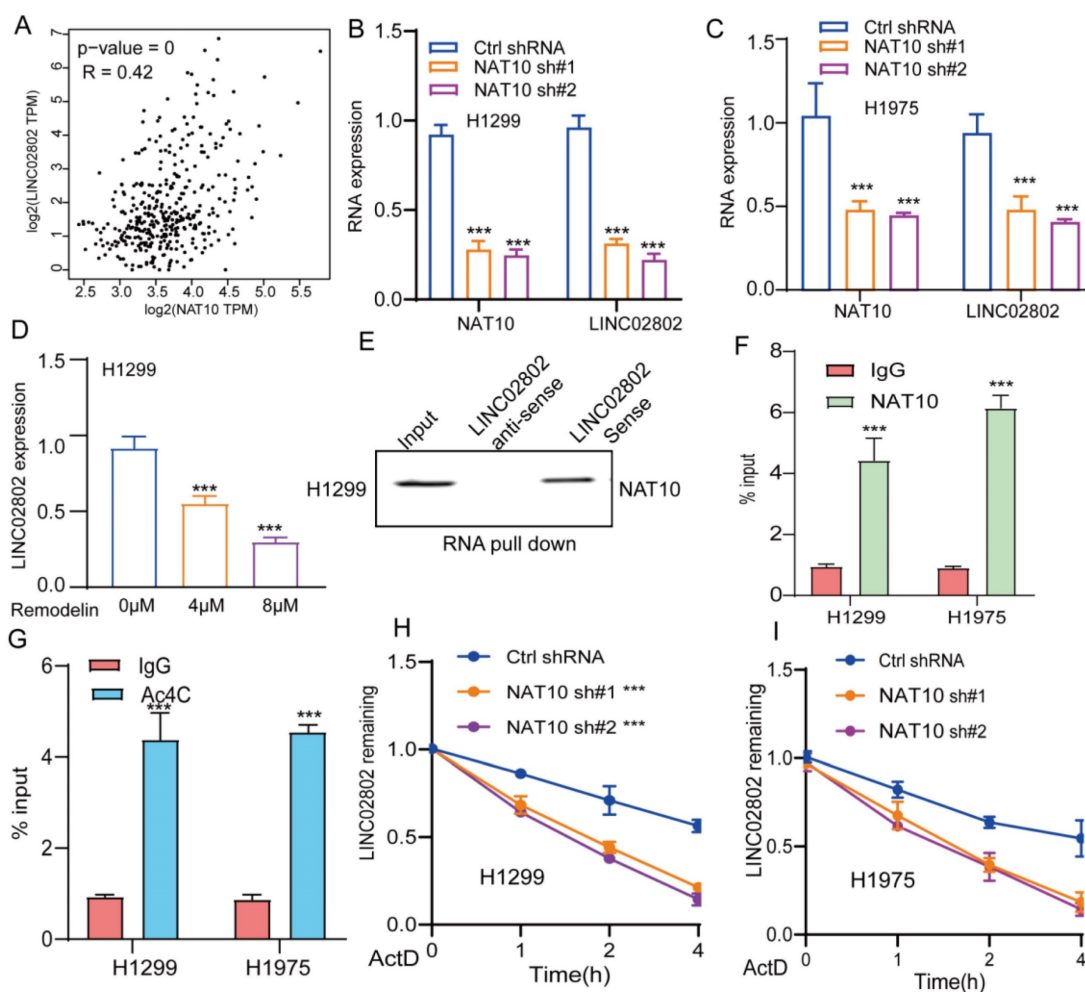 A
p-value = 0
R = 0.42
log2(LINC02802 TPM)
0 1 2 3 4 5 6 7
2.5 3.0 3.5 4.0 4.5 5.0 5.5
log2(NAT10 TPM)
B
Ctrl shRNA
NAT10 sh#1
NAT10 sh#2
H1299
RNA expression
1.5
1.0
0.5
0.0
*** *** *** ***
NAT10 LINC02802
C
Ctrl shRNA
NAT10 sh#1
NAT10 sh#2
H1975
RNA expression
1.5
1.0
0.5
0.0
*** *** *** ***
NAT10 LINC02802
D
H1299
LINC02802 expression
1.5
1.0
0.5
0.0
*** ***
Remodelin 0μM 4μM 8μM
E
Input
LINC02802
anti-sense
LINC02802
Sense
H1299
NAT10
RNA pull down
F
IgG
NAT10
% input
8
6
4
2
0
*** ***
H1299 H1975
G
IgG
Ac4C
% input
6
4
2
0
*** ***
H1299 H1975
H
Ctrl shRNA
NAT10 sh#1 ***
NAT10 sh#2 ***
LINC02802 remaining
1.5
1.0
0.5
0.0
H1299
0 1 2 4
ActD
Time(h)
I
Ctrl shRNA
NAT10 sh#1
NAT10 sh#2
LINC02802 remaining
1.5
1.0
0.5
0.0
H1975
0 1 2 4
ActD
Time(h)